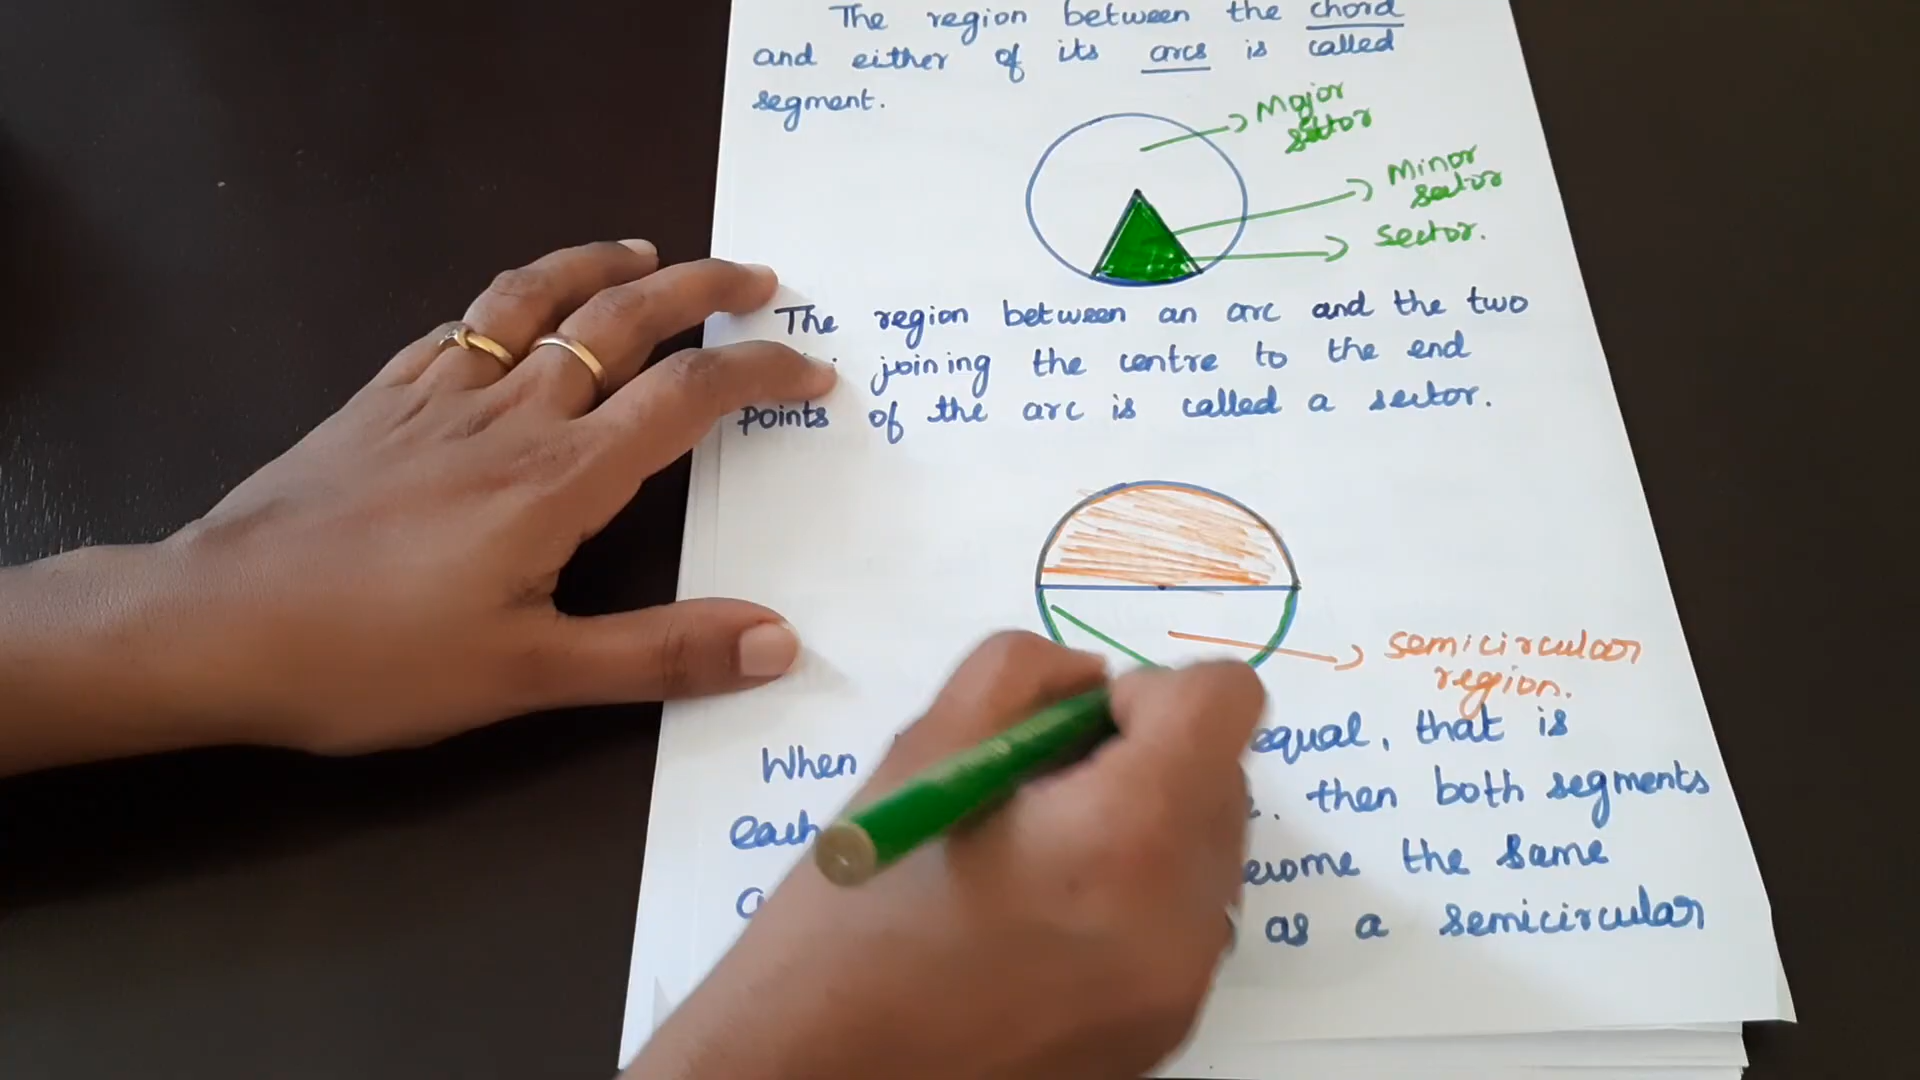 The region between the chord
and either of its arcs is called
segment.
Major
sector
Minor
sector
sector.
The region between an arc and the two
joining the centre to the end
points of the arc is called a sector.
semicircular
region.
When equal, that is
each then both segments
the same
as a semicircular